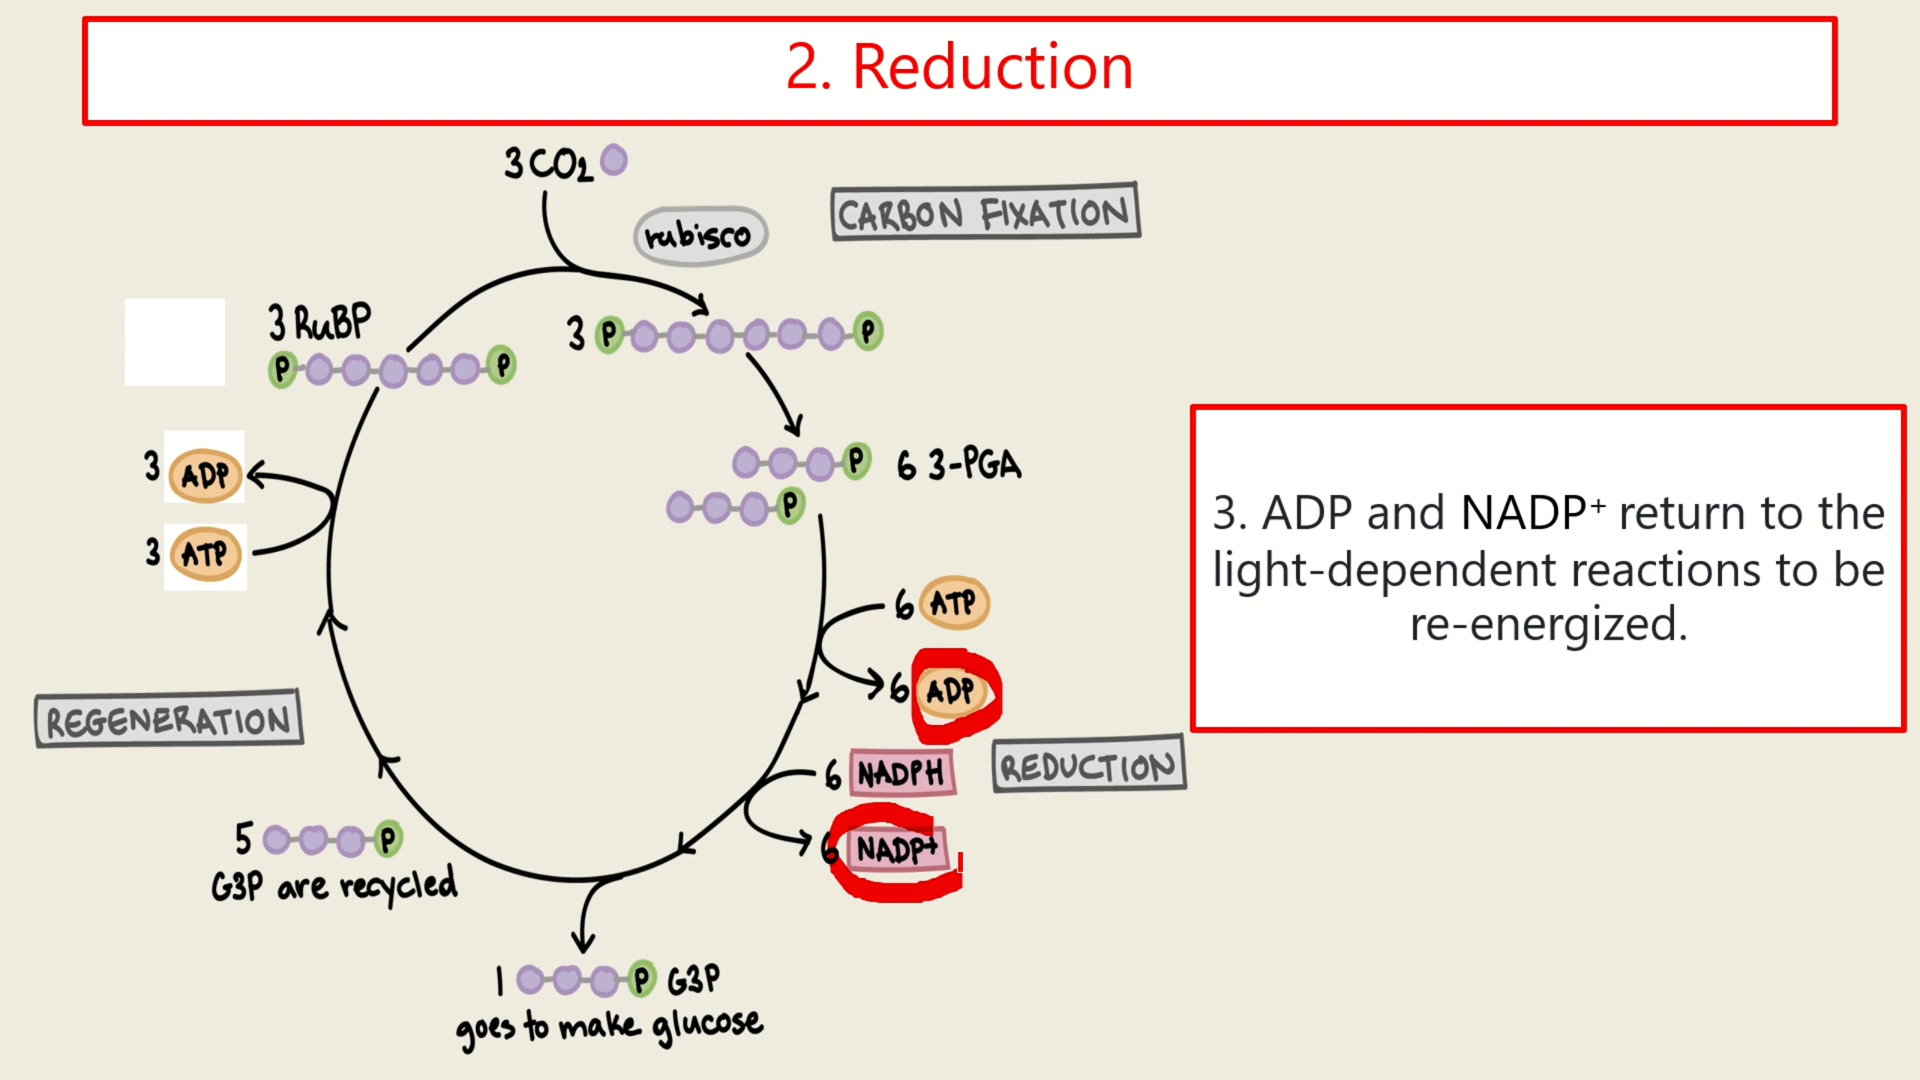 2. Reduction
3 CO₂
rubisco
CARBON FIXATION
3 RuBP
P P
3 P P
P 6 3-PGA
P
3 ADP
3 ATP
6 ATP
6 ADP
3. ADP and NADP⁺ return to the
light-dependent reactions to be
re-energized.
REGENERATION
6 NADPH
REDUCTION
6 NADP+
5 P
G3P are recycled
1 P G3P
goes to make glucose